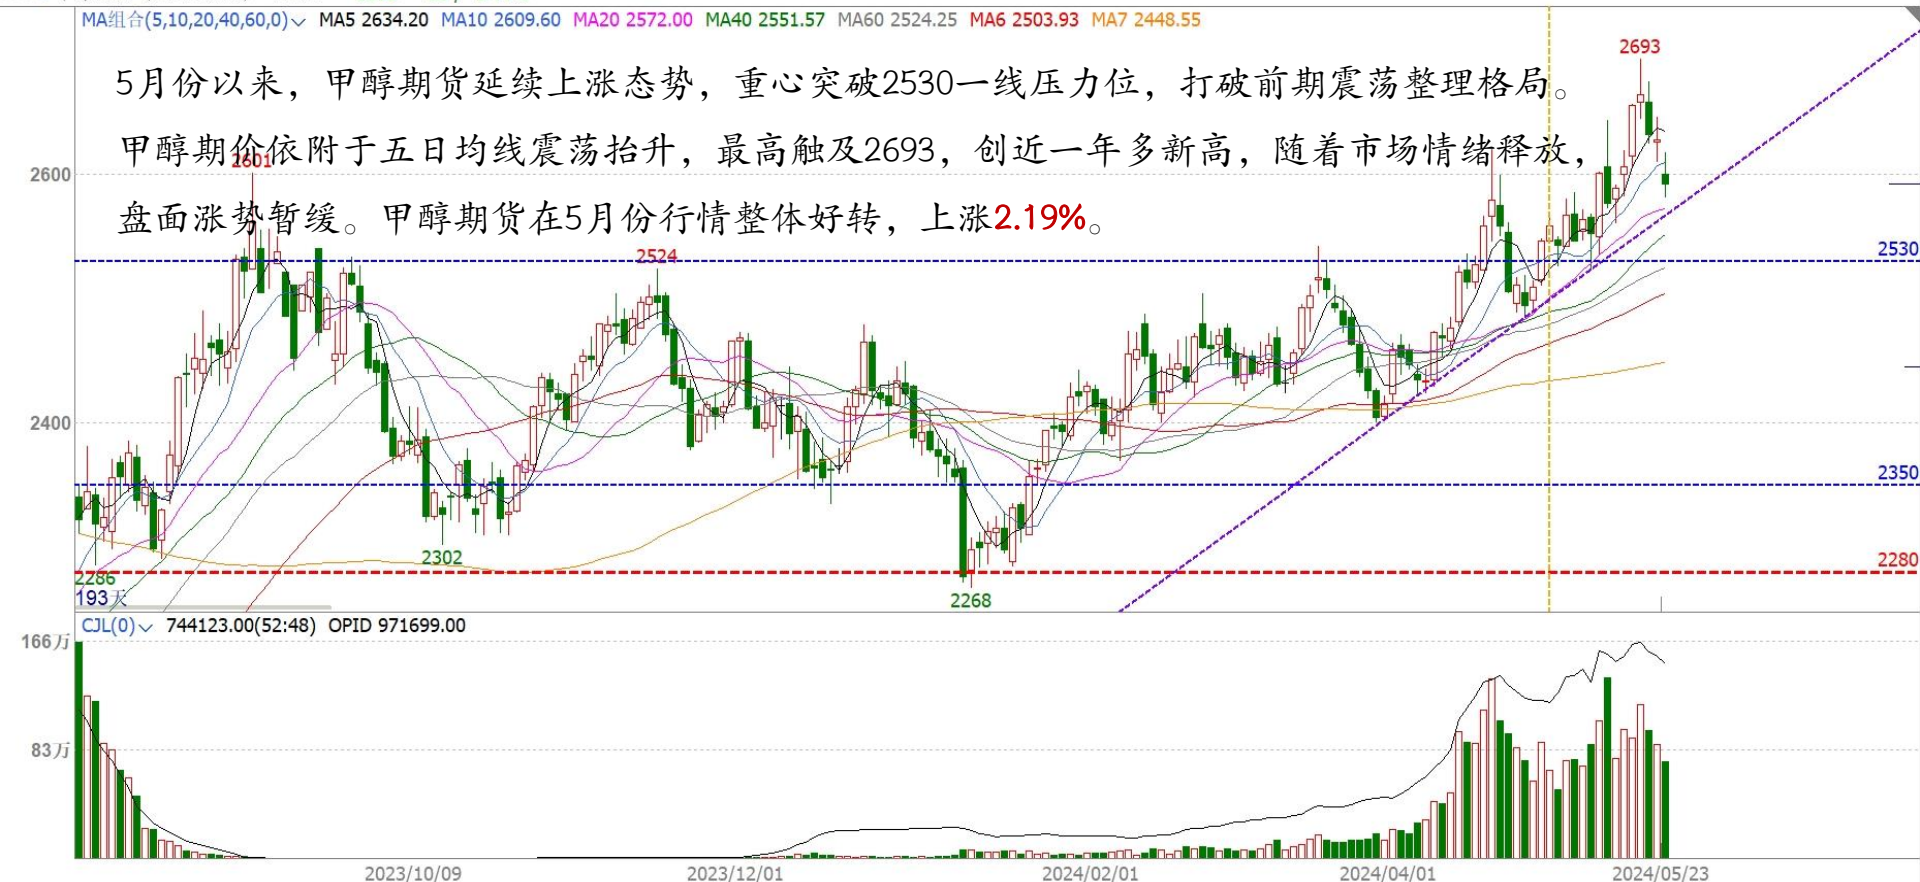 MA组合(5,10,20,40,60,0) MA5 2634.20 MA10 2609.60 MA20 2572.00 MA40 2551.57 MA60 2524.25 MA6 2503.93 MA7 2448.55
2693
5月份以来，甲醇期货延续上涨态势，重心突破2530一线压力位，打破前期震荡整理格局。
甲醇期价依附于五日均线震荡抬升，最高触及2693，创近一年多新高，随着市场情绪释放，
2601
2600
盘面涨势暂缓。甲醇期货在5月份行情整体好转，上涨2.19%。
2524
2530
2400
2350
2302
2280
2286
193天
2268
CJL(0) 744123.00(52:48) OPID 971699.00
166万
83万
2023/10/09 2023/12/01 2024/02/01 2024/04/01 2024/05/23